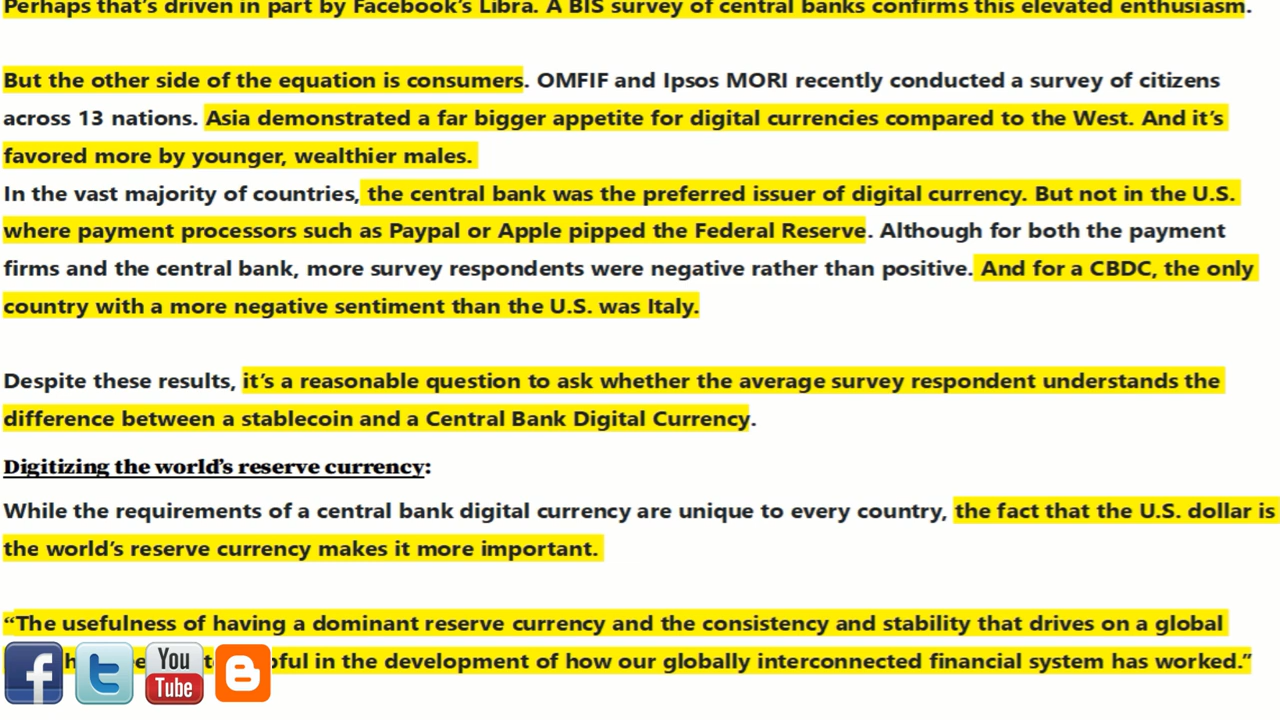 Perhaps that's driven in part by Facebook's Libra. A BIS survey of central banks confirms this elevated enthusiasm.
But the other side of the equation is consumers. OMFIF and Ipsos MORI recently conducted a survey of citizens
across 13 nations. Asia demonstrated a far bigger appetite for digital currencies compared to the West. And it's
favored more by younger, wealthier males.
In the vast majority of countries, the central bank was the preferred issuer of digital currency. But not in the U.S.
where payment processors such as Paypal or Apple pipped the Federal Reserve. Although for both the payment
firms and the central bank, more survey respondents were negative rather than positive. And for a CBDC, the only
country with a more negative sentiment than the U.S. was Italy.
Despite these results, it's a reasonable question to ask whether the average survey respondent understands the
difference between a stablecoin and a Central Bank Digital Currency.
Digitizing the world's reserve currency:
While the requirements of a central bank digital currency are unique to every country, the fact that the U.S. dollar is
the world's reserve currency makes it more important.
“The usefulness of having a dominant reserve currency and the consistency and stability that drives on a global
in the development of how our globally interconnected financial system has worked.”
You
Tube